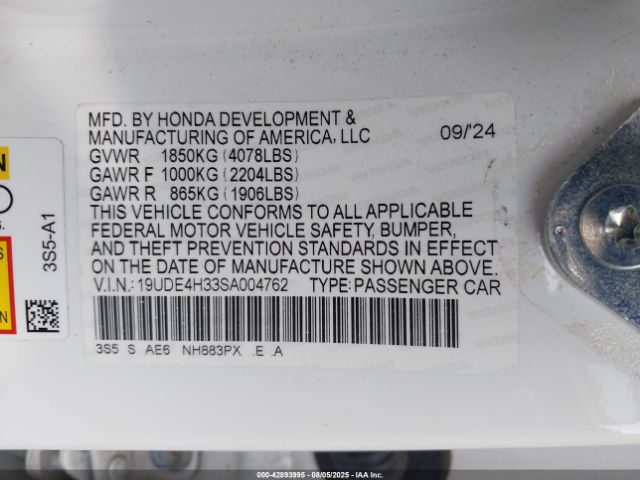 MFD. BY HONDA DEVELOPMENT &
MANUFACTURING OF AMERICA, LLC 09/'24
GVWR 1850KG (4078LBS)
GAWR F 1000KG (2204LBS)
GAWR R 865KG (1906LBS)
THIS VEHICLE CONFORMS TO ALL APPLICABLE
FEDERAL MOTOR VEHICLE SAFETY, BUMPER,
AND THEFT PREVENTION STANDARDS IN EFFECT
ON THE DATE OF MANUFACTURE SHOWN ABOVE.
V.I.N.: 19UDE4H33SA004762 TYPE: PASSENGER CAR
3S5 S AE6 NH883PX .E .A
3S5-A1
000-42893995 | 08/05/2025 | IAA Inc. | Copart Inc.